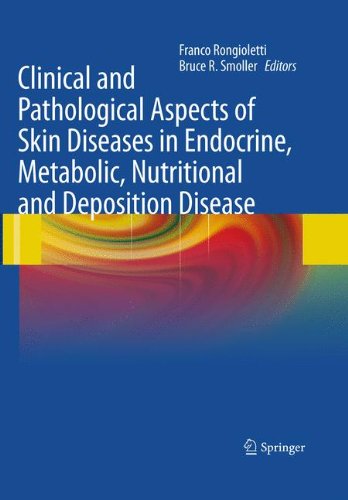 Franco Rongioletti
Bruce R. Smoller Editors
Clinical and
Pathological Aspects of
Skin Diseases in Endocrine,
Metabolic, Nutritional
and Deposition Disease
Springer